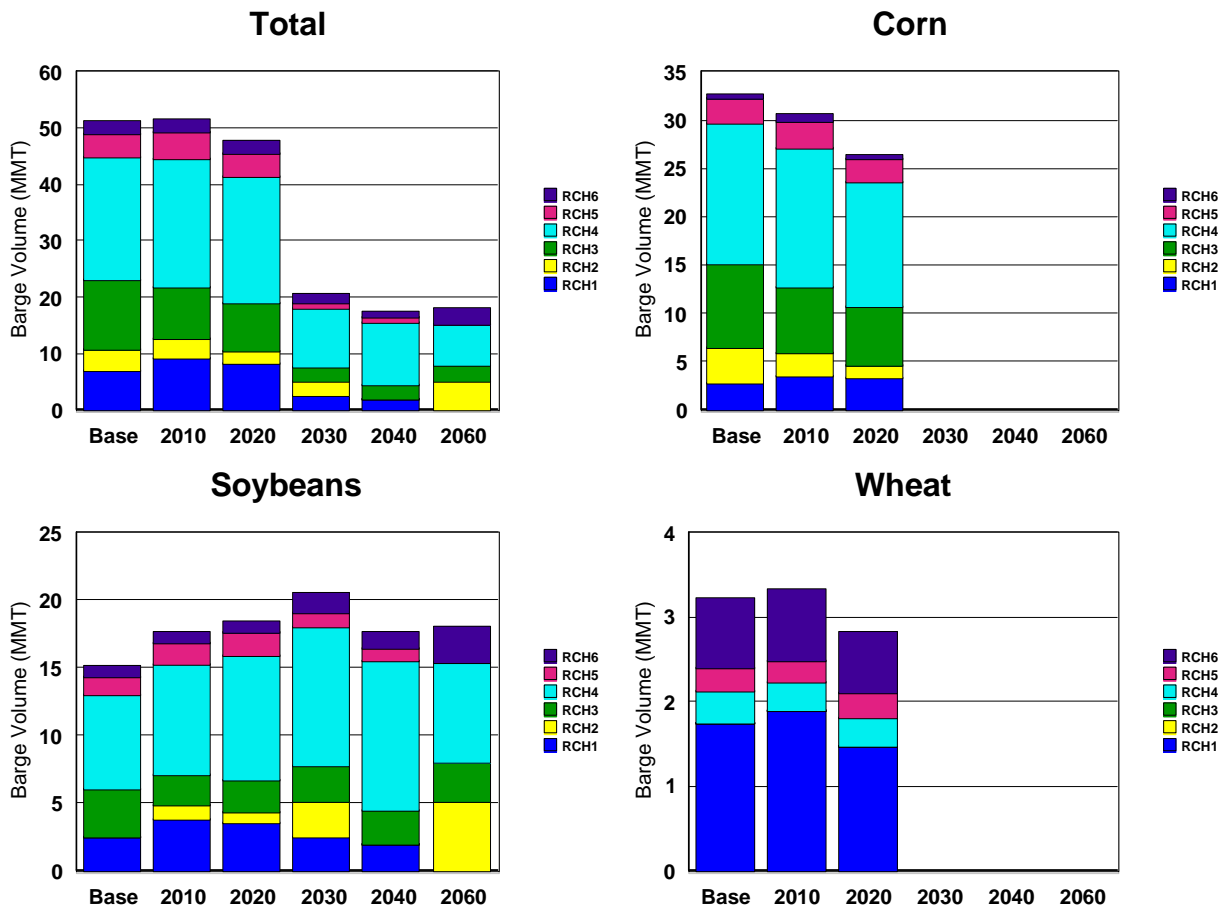 Total
Barge Volume (MMT)
60
50
40
30
20
10
0
Base 2010 2020 2030 2040 2060
RCH6
RCH5
RCH4
RCH3
RCH2
RCH1
Corn
Barge Volume (MMT)
35
30
25
20
15
10
5
0
Base 2010 2020 2030 2040 2060
RCH6
RCH5
RCH4
RCH3
RCH2
RCH1
Soybeans
Barge Volume (MMT)
25
20
15
10
5
0
Base 2010 2020 2030 2040 2060
RCH6
RCH5
RCH4
RCH3
RCH2
RCH1
Wheat
Barge Volume (MMT)
4
3
2
1
0
Base 2010 2020 2030 2040 2060
RCH6
RCH5
RCH4
RCH3
RCH2
RCH1